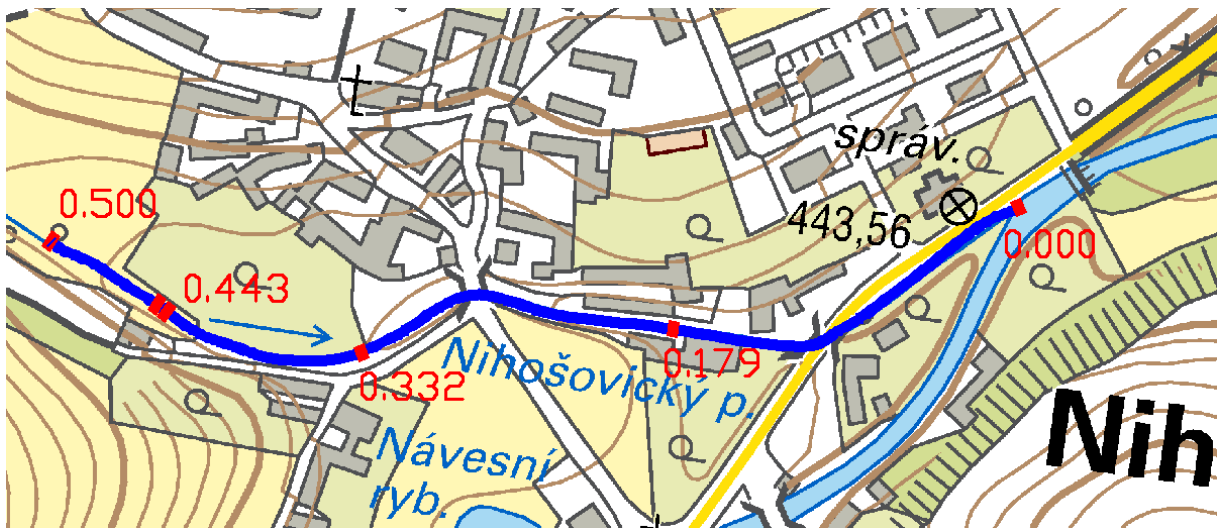 správ.
0.500
443,56
0.000
0.443
Nihošovický p.
0.179
0.332
Návesní
ryb.
Nih